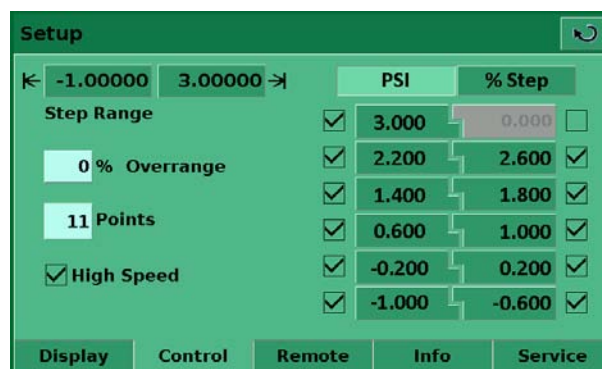 Setup
-1.00000 3.00000 PSI % Step
Step Range
3.000 0.000
0 % Overrange
2.200 2.600
1.400 1.800
11 Points
0.600 1.000
High Speed
-0.200 0.200
-1.000 -0.600
Display Control Remote Info Service